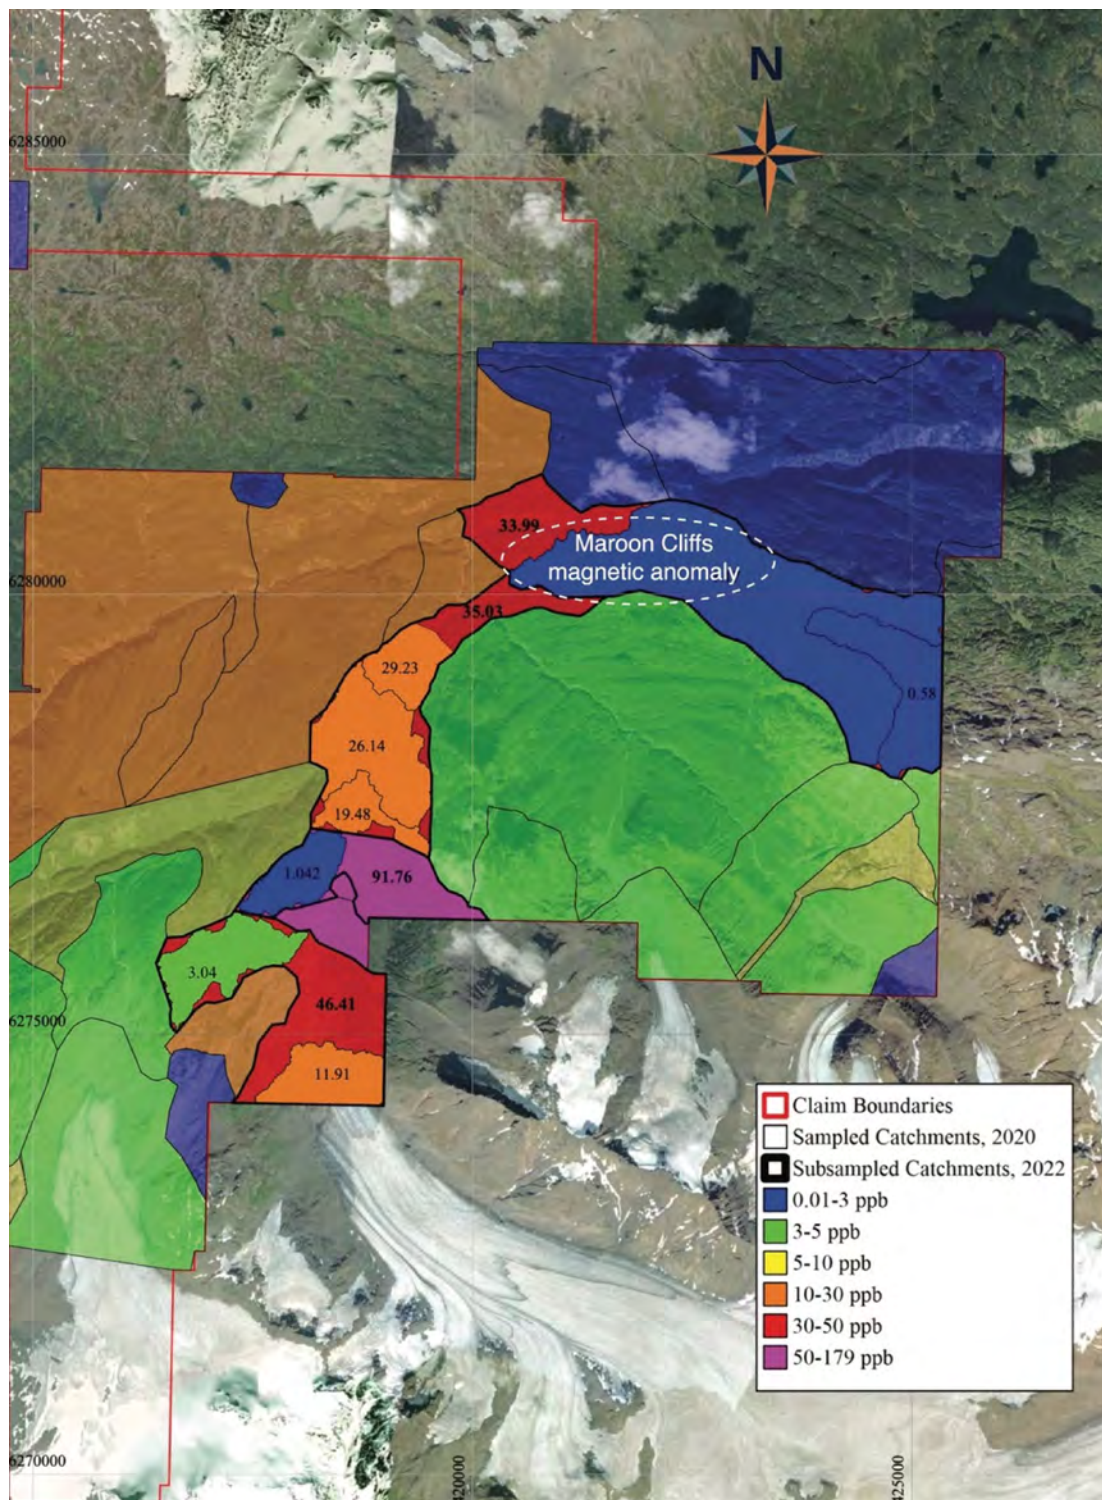 N
6285000
33.99
Maroon Cliffs
magnetic anomaly
6280000
35.03
29.23
0.58
26.14
19.48
1.042
91.76
3.04
46.41
6275000
11.91
Claim Boundaries
Sampled Catchments, 2020
Subsampled Catchments, 2022
0.01-3 ppb
3-5 ppb
5-10 ppb
10-30 ppb
30-50 ppb
50-179 ppb
6270000
420000
425000